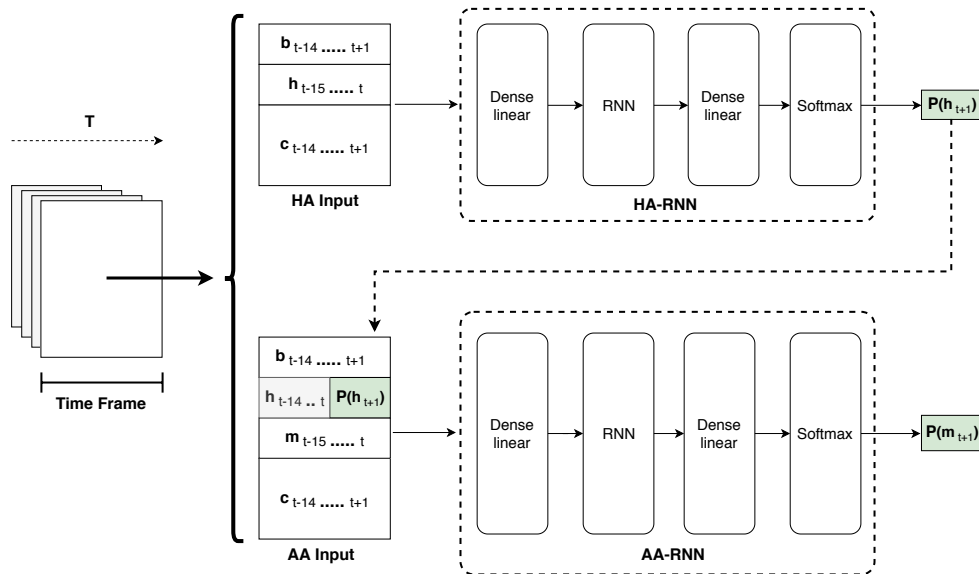 T
Time Frame
b t-14 ..... t+1
h t-15 ..... t
c t-14 ..... t+1
HA Input
Dense linear
RNN
Dense linear
Softmax
HA-RNN
P(h t+1)
b t-14 ..... t+1
h t-14 .. t P(h t+1)
m t-15 ..... t
c t-14 ..... t+1
AA Input
Dense linear
RNN
Dense linear
Softmax
AA-RNN
P(m t+1)